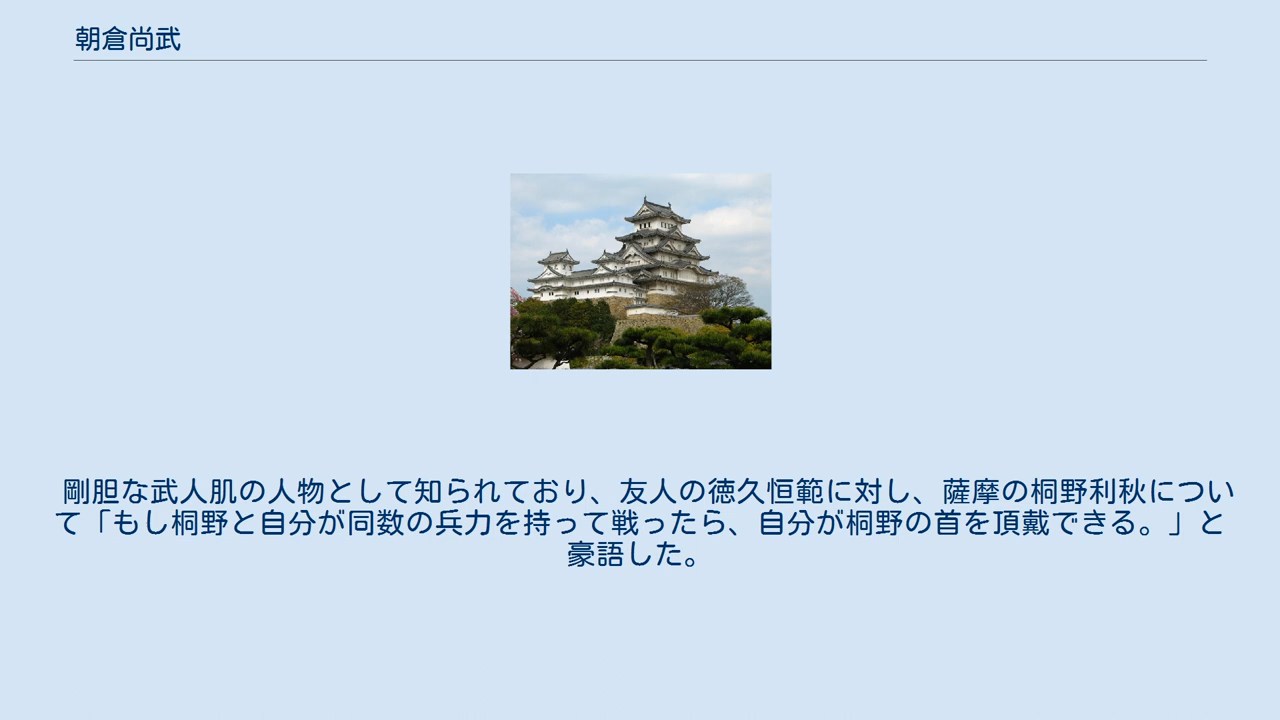 朝倉尚武
剛胆な武人肌の人物として知られており、友人の徳久恒範に対し、薩摩の桐野利秋につい
て「もし桐野と自分が同数の兵力を持って戦ったら、自分が桐野の首を頂戴できる。」と
豪語した。